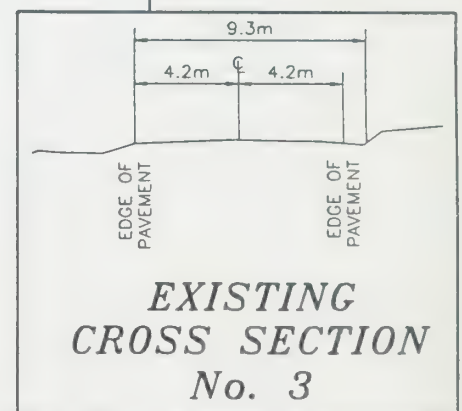 9.3m
4.2m
℄
4.2m
EDGE OF
PAVEMENT
EDGE OF
PAVEMENT
EXISTING
CROSS SECTION
No. 3